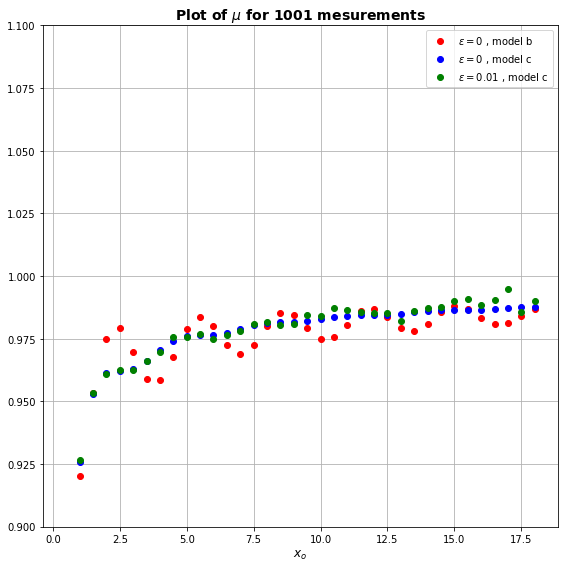 Plot of μ for 1001 mesurements
ε = 0 , model b
ε = 0 , model c
ε = 0.01 , model c
1.100
1.075
1.050
1.025
1.000
0.975
0.950
0.925
0.900
0.0 2.5 5.0 7.5 10.0 12.5 15.0 17.5
x_o